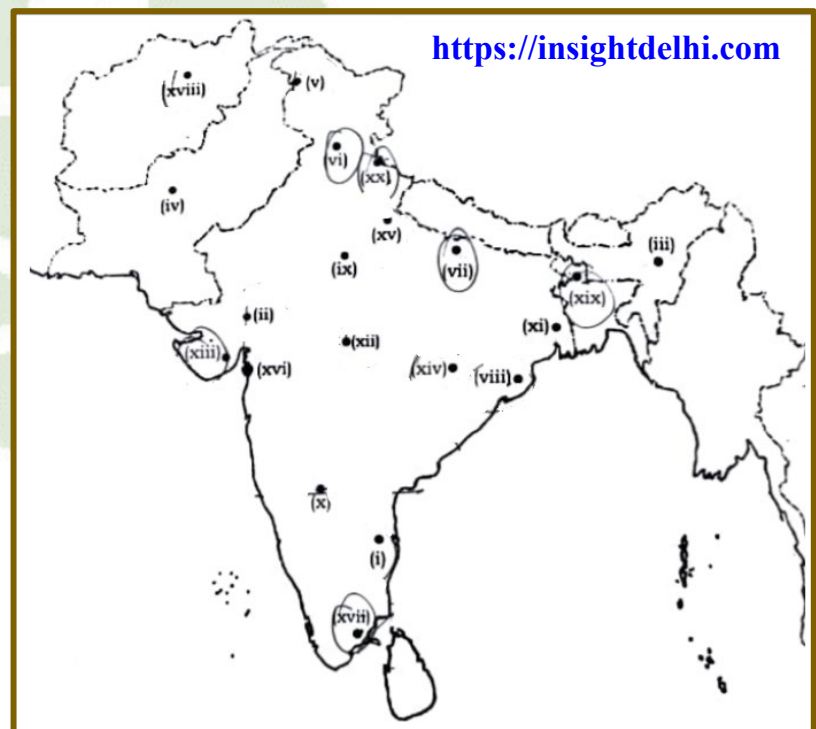 https://insightdelhi.com
(xviii)
(v)
(vi)
(xx)
(iv)
(xv)
(iii)
(ix)
(vii)
(xix)
(ii)
(xi)
(xiii)
(xii)
(xvi)
(xiv)
(viii)
(x)
(i)
(xvii)